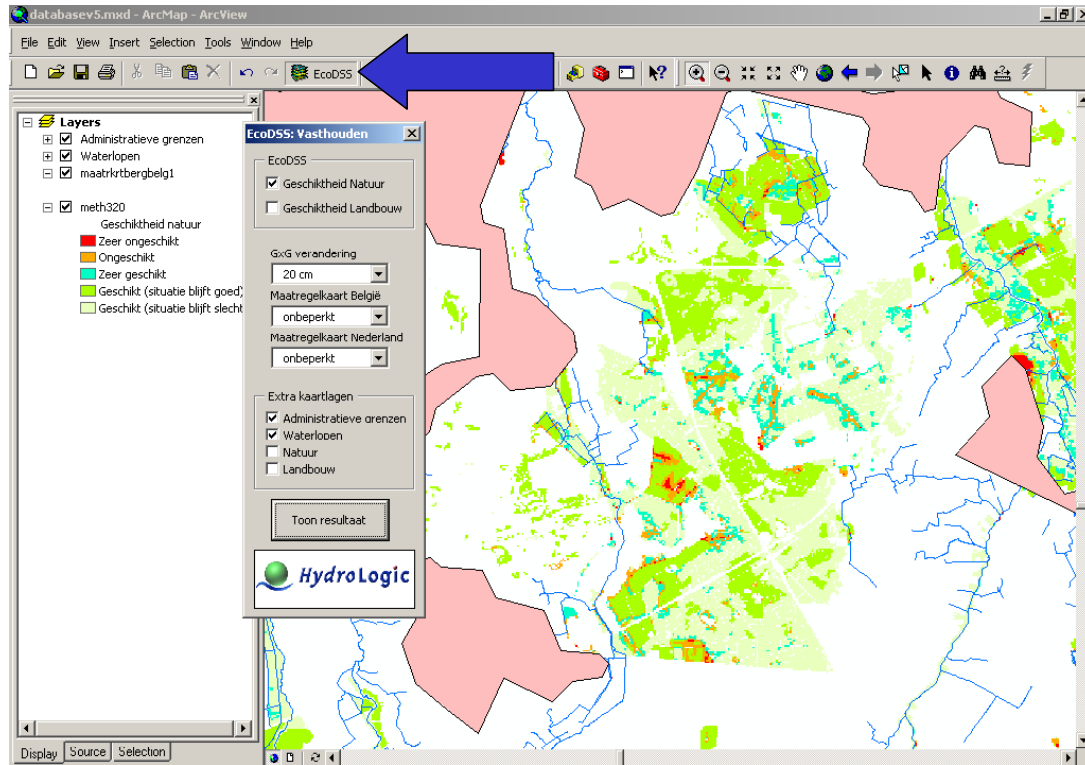 databasev5.mxd - ArcMap - ArcView
File Edit View Insert Selection Tools Window Help
EcoDSS
Layers
Administratieve grenzen
Waterlopen
maatrkrtbergbelg1
meth320
Geschiktheid natuur
Zeer ongeschikt
Ongeschikt
Zeer geschikt
Geschikt (situatie blijft goed)
Geschikt (situatie blijft slecht
Display Source Selection
EcoDSS: Vasthouden
EcoDSS
Geschiktheid Natuur
Geschiktheid Landbouw
GxG verandering
20 cm
Maatregelkaart België
onbeperkt
Maatregelkaart Nederland
onbeperkt
Extra kaartlagen
Administratieve grenzen
Waterlopen
Natuur
Landbouw
Toon resultaat
HydroLogic